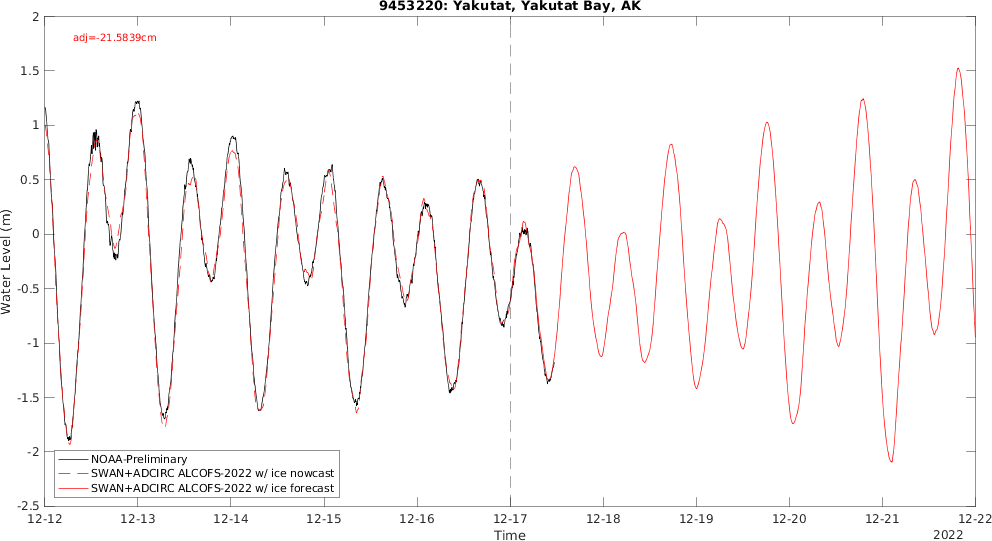 9453220: Yakutat, Yakutat Bay, AK
adj=-21.5839cm
2
1.5
1
0.5
0
-0.5
-1
-1.5
-2
-2.5
Water Level (m)
NOAA-Preliminary
SWAN+ADCIRC ALCOFS-2022 w/ ice nowcast
SWAN+ADCIRC ALCOFS-2022 w/ ice forecast
12-12 12-13 12-14 12-15 12-16 12-17 12-18 12-19 12-20 12-21 12-22
Time
2022